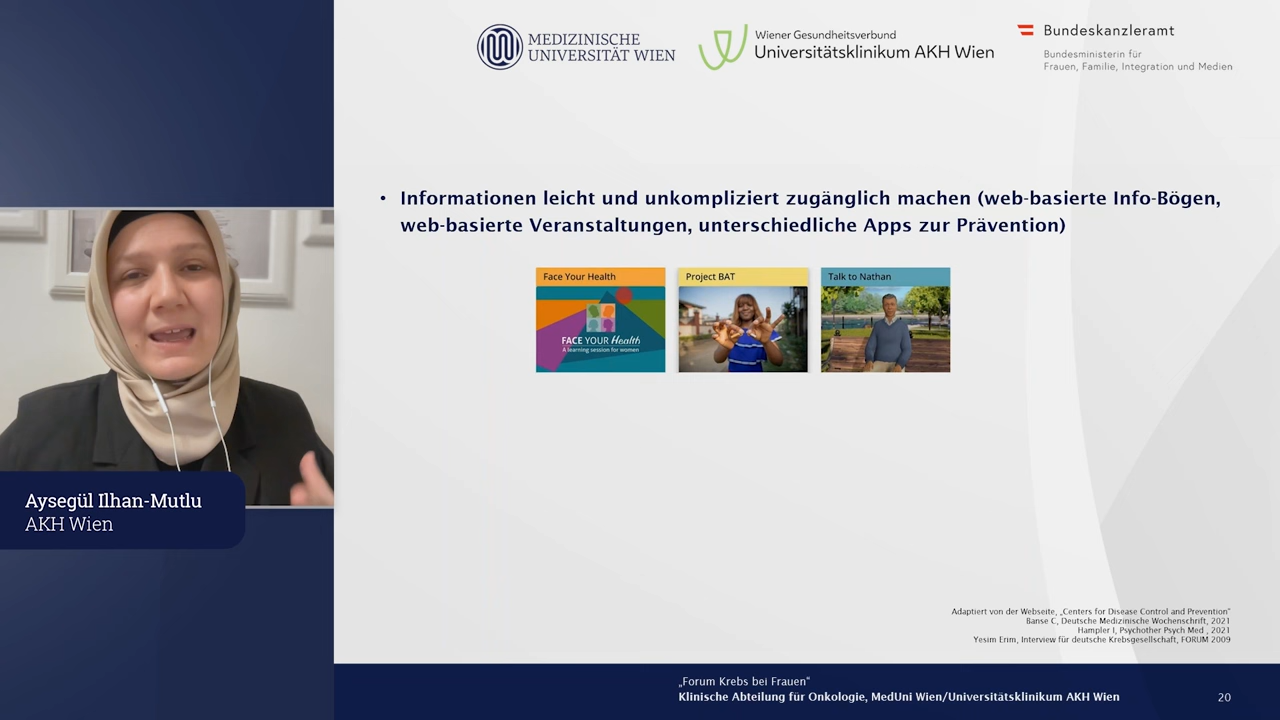 MEDIZINISCHE
UNIVERSITÄT WIEN
Wiener Gesundheitsverbund
Universitätsklinikum AKH Wien
Bundeskanzleramt
Bundesministerin für
Frauen, Familie, Integration und Medien
• Informationen leicht und unkompliziert zugänglich machen (web-basierte Info-Bögen,
web-basierte Veranstaltungen, unterschiedliche Apps zur Prävention)
Face Your Health
FACE YOUR Health
A learning session for women
Project BAT
Talk to Nathan
Aysegül Ilhan-Mutlu
AKH Wien
Adaptiert von der Webseite, „Centers for Disease Control and Prevention"
Banse C, Deutsche Medizinische Wochenschrift, 2021
Hampler I, Psychother Psych Med , 2021
Yesim Erim, Interview für deutsche Krebsgesellschaft, FORUM 2009
„Forum Krebs bei Frauen"
Klinische Abteilung für Onkologie, MedUni Wien/Universitätsklinikum AKH Wien
20